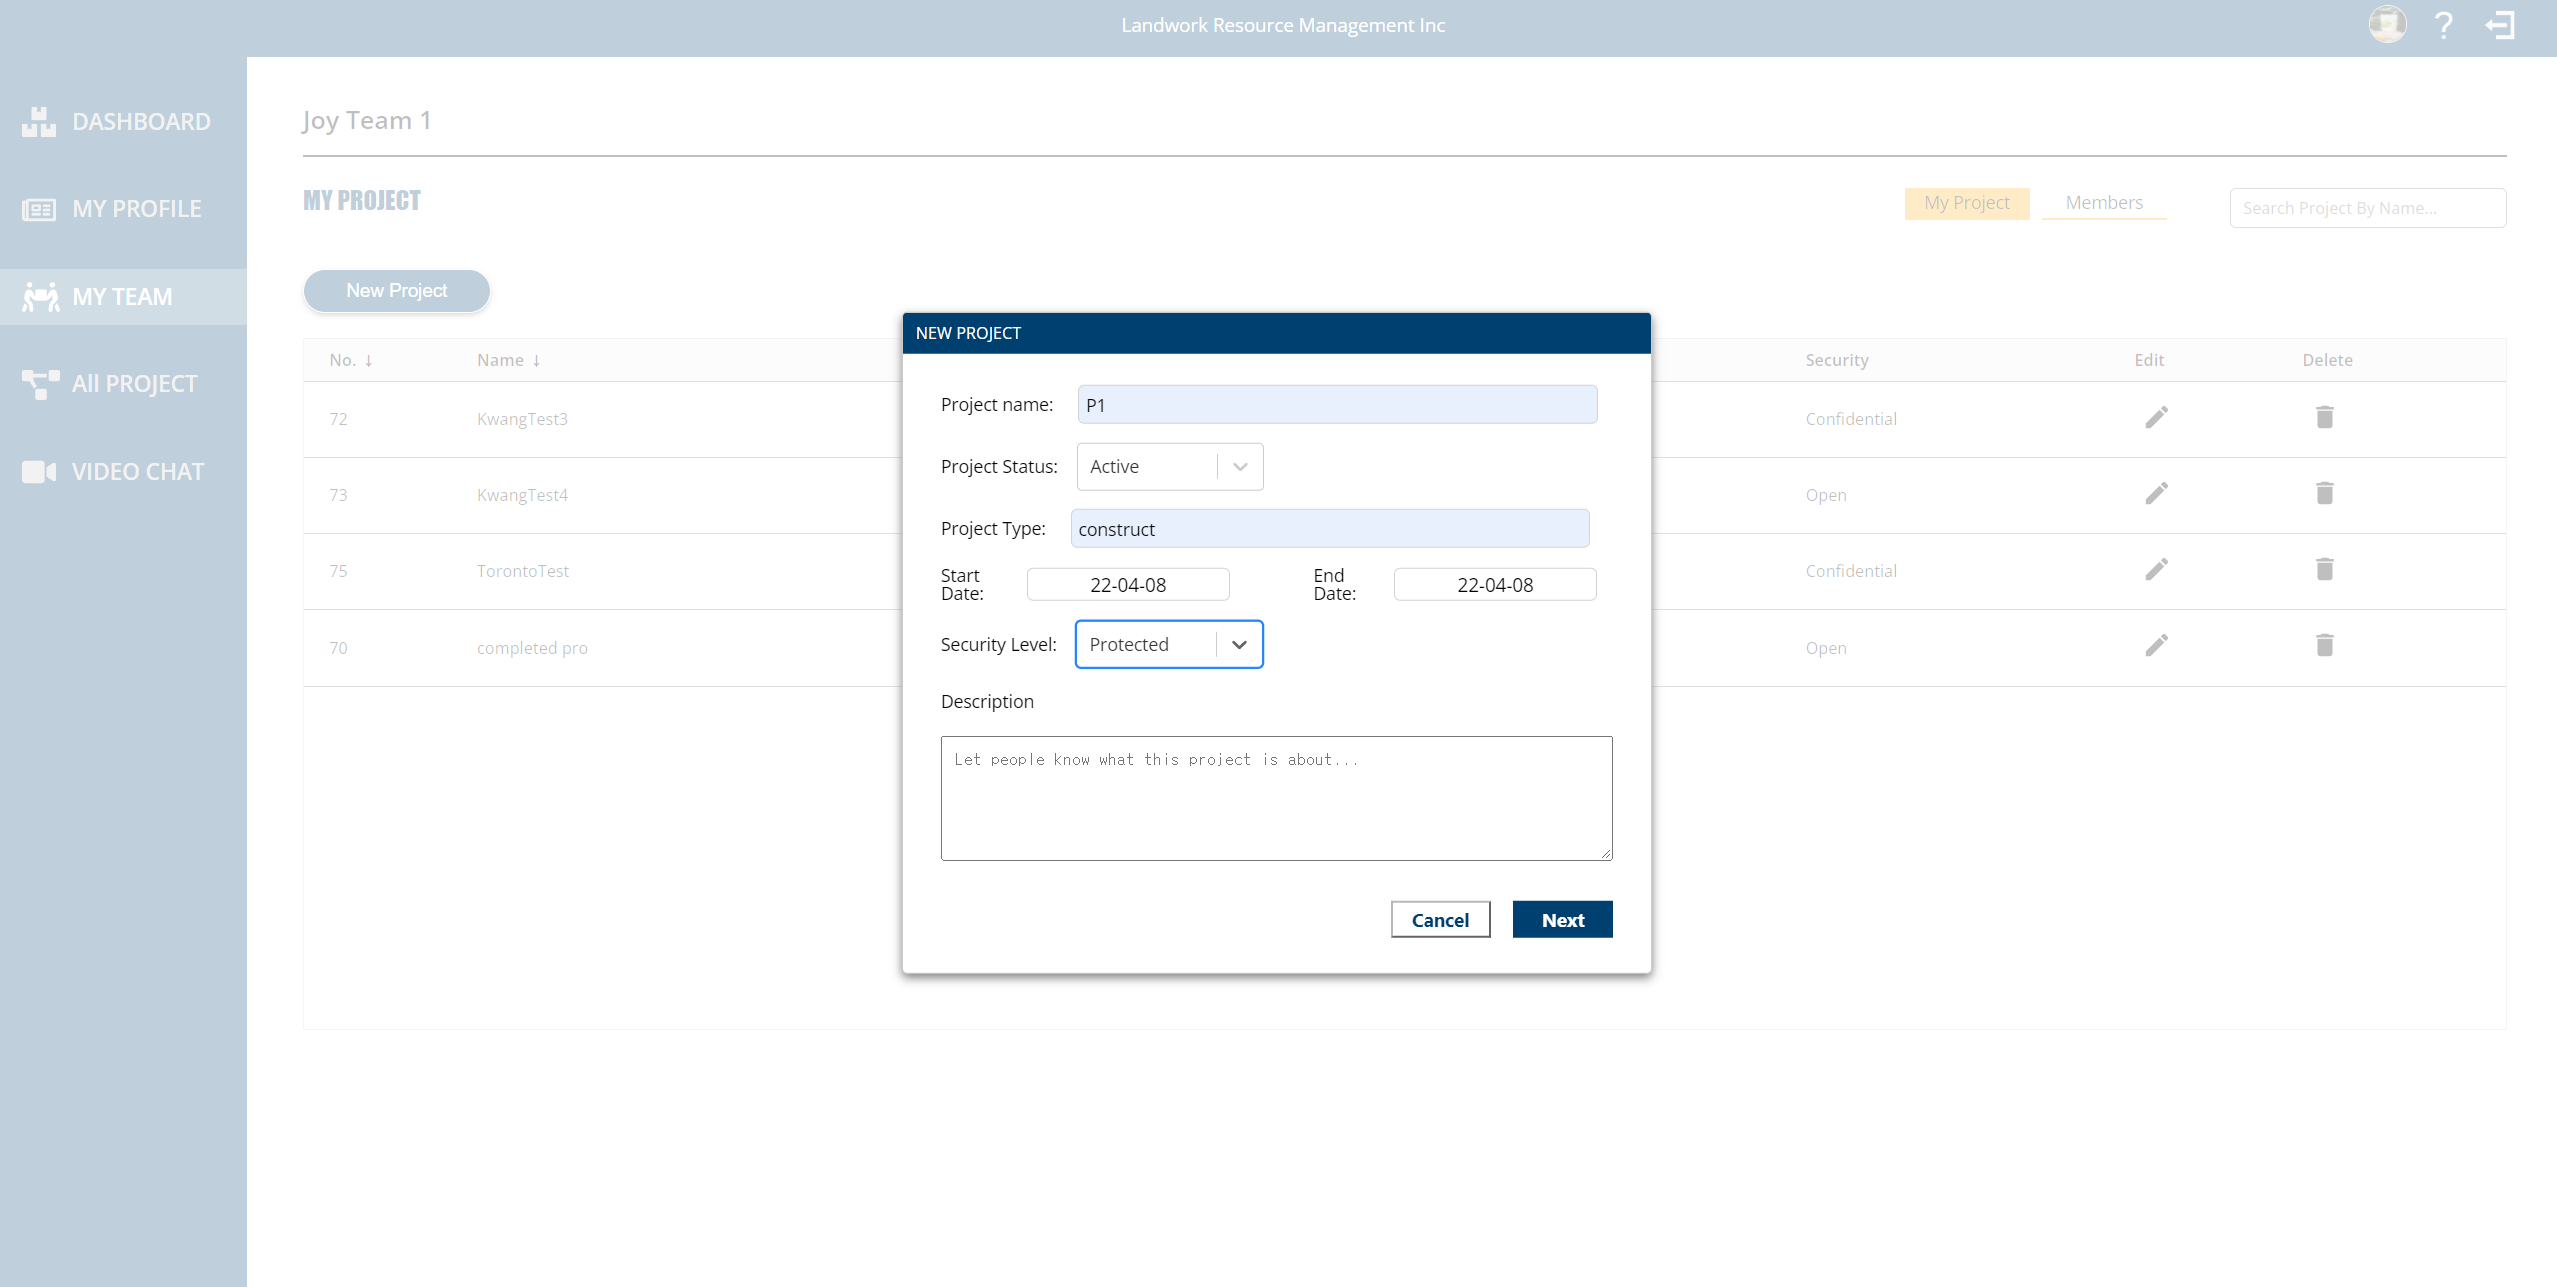 Landwork Resource Management Inc
?
DASHBOARD
MY PROFILE
MY TEAM
All PROJECT
VIDEO CHAT
Joy Team 1
MY PROJECT
My Project Members Search Project By Name...
New Project
No. ↓ Name ↓ Security Edit Delete
72 KwangTest3 Confidential
73 KwangTest4 Open
75 TorontoTest Confidential
70 completed pro Open
NEW PROJECT
Project name: P1
Project Status: Active
Project Type: construct
Start Date: 22-04-08 End Date: 22-04-08
Security Level: Protected
Description
Let people know what this project is about...
Cancel Next